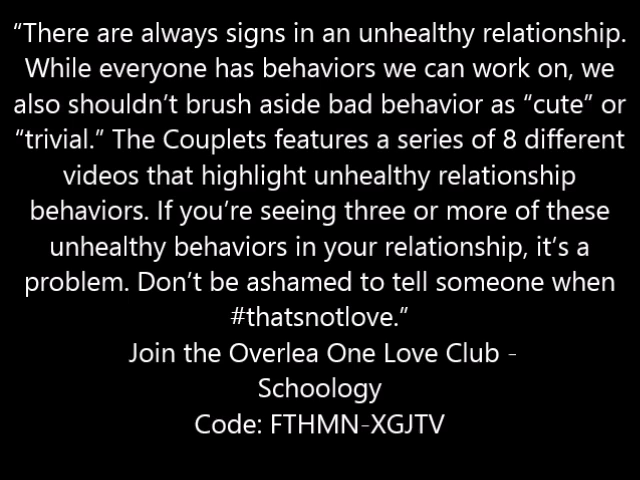 “There are always signs in an unhealthy relationship.
While everyone has behaviors we can work on, we
also shouldn’t brush aside bad behavior as “cute” or
“trivial.” The Couplets features a series of 8 different
videos that highlight unhealthy relationship
behaviors. If you’re seeing three or more of these
unhealthy behaviors in your relationship, it’s a
problem. Don’t be ashamed to tell someone when
#thatsnotlove.”
Join the Overlea One Love Club -
Schoology
Code: FTHMN-XGJTV